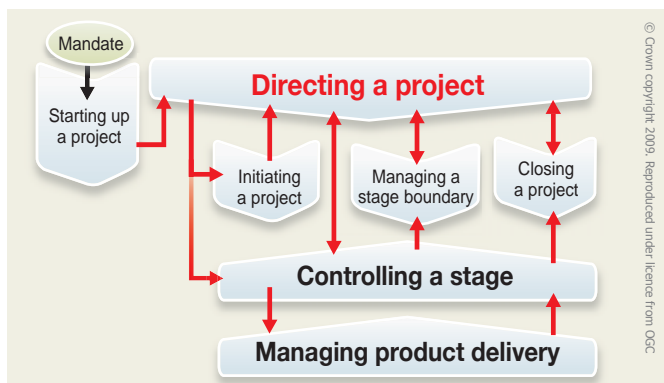 Mandate
Directing a project
Starting up
a project
Initiating
a project
Managing a
stage boundary
Closing
a project
Controlling a stage
Managing product delivery
© Crown copyright 2009. Reproduced under licence from OGC